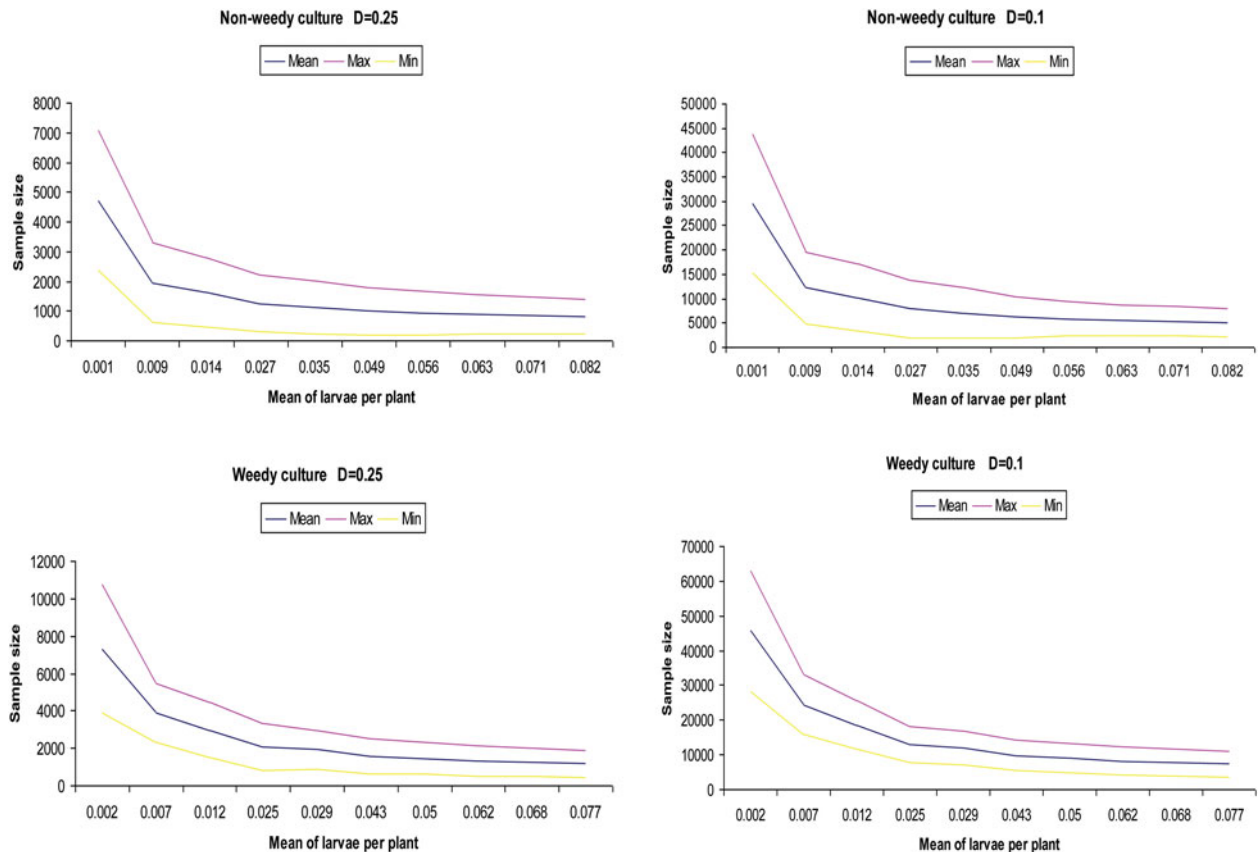 Non-weedy culture D=0.25
Mean Max Min
8000
7000
6000
5000
4000
3000
2000
1000
0
Sample size
0.001 0.009 0.014 0.027 0.035 0.049 0.056 0.063 0.071 0.082
Mean of larvae per plant
Non-weedy culture D=0.1
Mean Max Min
50000
45000
40000
35000
30000
25000
20000
15000
10000
5000
0
Sample size
0.001 0.009 0.014 0.027 0.035 0.049 0.056 0.063 0.071 0.082
Mean of larvae per plant
Weedy culture D=0.25
Mean Max Min
12000
10000
8000
6000
4000
2000
0
Sample size
0.002 0.007 0.012 0.025 0.029 0.043 0.05 0.062 0.068 0.077
Mean of larvae per plant
Weedy culture D=0.1
Mean Max Min
70000
60000
50000
40000
30000
20000
10000
0
Sample size
0.002 0.007 0.012 0.025 0.029 0.043 0.05 0.062 0.068 0.077
Mean of larvae per plant